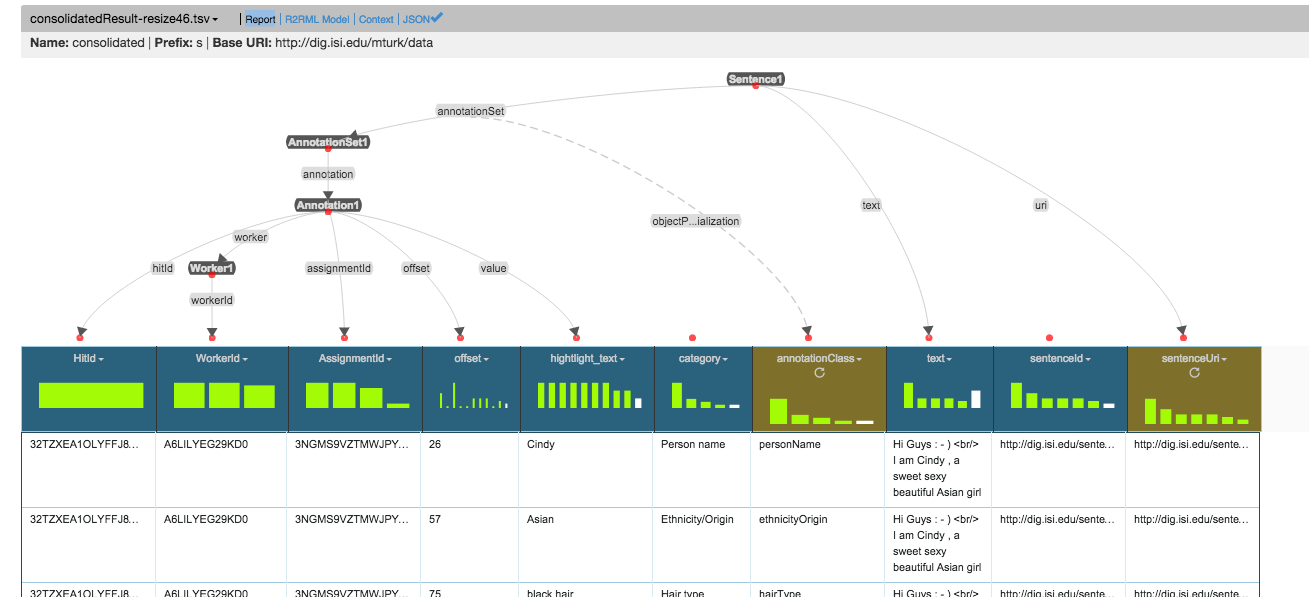 consolidatedResult-resize46.tsv | Report | R2RML Model | Context | JSON
Name: consolidated | Prefix: s | Base URI: http://dig.isi.edu/mturk/data
Sentence1
annotationSet
AnnotationSet1
annotation
Annotation1
text
uri
objectP...ialization
worker
hitId
Worker1
assignmentId
offset
value
workerId
HitId WorkerId AssignmentId offset hightlight_text category annotationClass text sentenceId sentenceUri
32TZXEA1OLYFFJ8... A6LILYEG29KD0 3NGMS9VZTMWJPY... 26 Cindy Person name personName Hi Guys : - ) <br/> http://dig.isi.edu/sente... http://dig.isi.edu/sente...
I am Cindy , a
sweet sexy
beautiful Asian girl
32TZXEA1OLYFFJ8... A6LILYEG29KD0 3NGMS9VZTMWJPY... 57 Asian Ethnicity/Origin ethnicityOrigin Hi Guys : - ) <br/> http://dig.isi.edu/sente... http://dig.isi.edu/sente...
I am Cindy , a
sweet sexy
beautiful Asian girl
32TZXEA1OLYFFJ8... A6LILYEG29KD0 3NGMS9VZTMWJPY... 75 black hair Hair type hairType Hi Guys : - ) <br/> http://dig.isi.edu/sente... http://dig.isi.edu/sente...